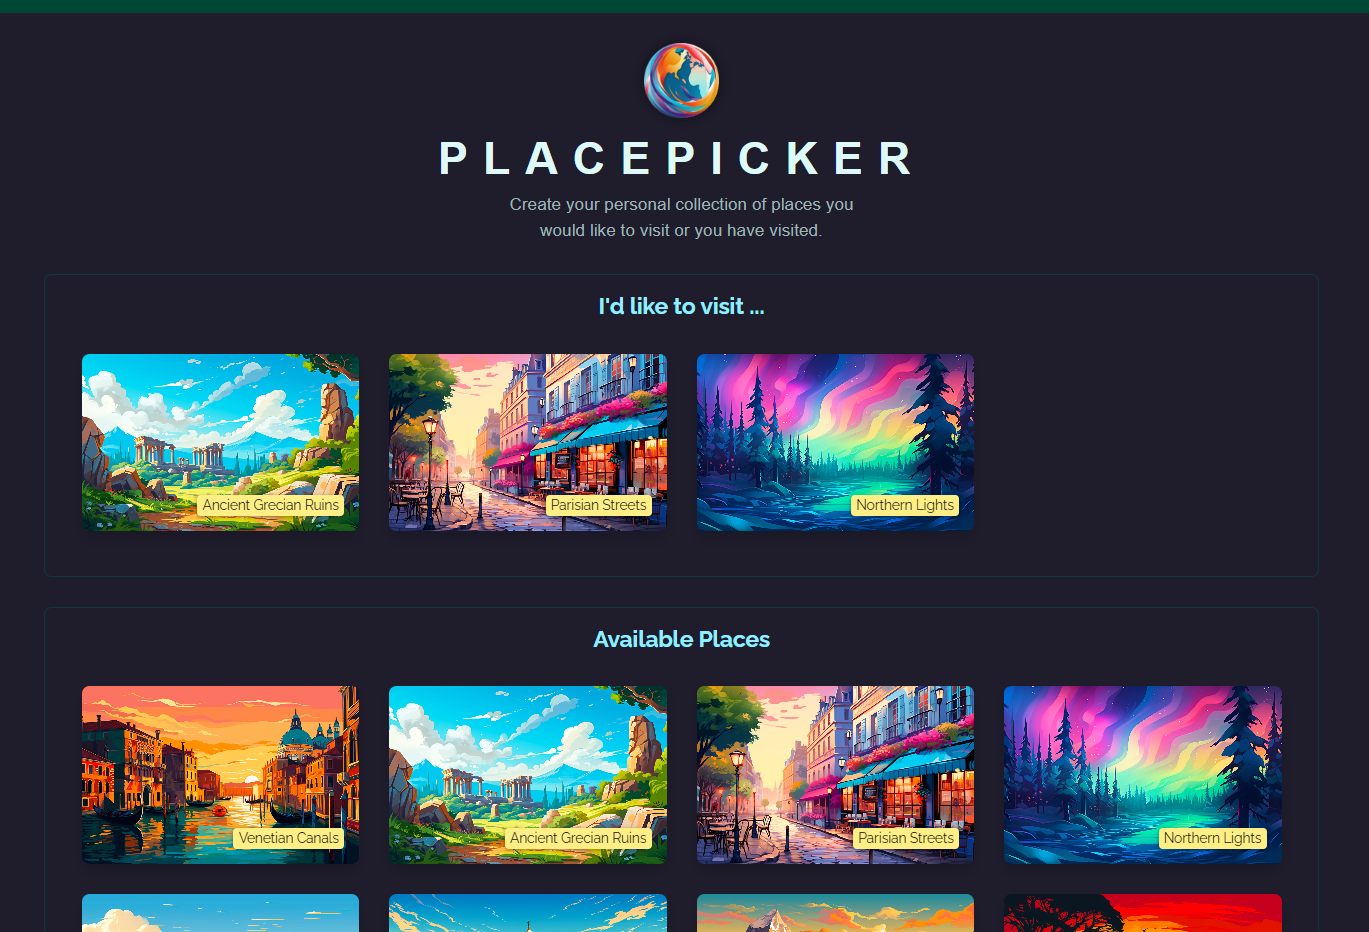 PLACEPICKER
Create your personal collection of places you
would like to visit or you have visited.
I'd like to visit ...
Ancient Grecian Ruins
Parisian Streets
Northern Lights
Available Places
Venetian Canals
Ancient Grecian Ruins
Parisian Streets
Northern Lights